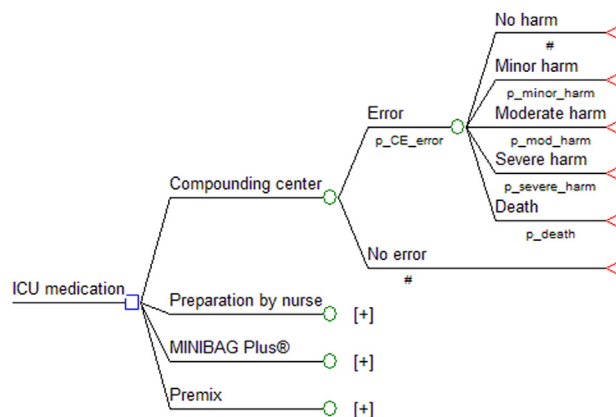 No harm
#
Minor harm
p_minor_harm
Error
Moderate harm
p_CE_error
p_mod_harm
Severe harm
Compounding center
p_severe_harm
Death
p_death
No error
#
ICU medication
Preparation by nurse
[+]
MINIBAG Plus®
[+]
Premix
[+]